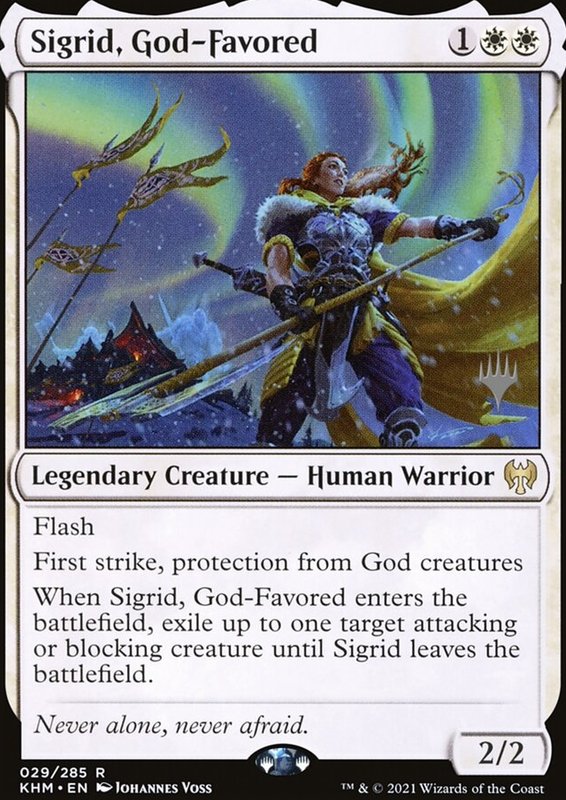 Sigrid, God-Favored 1
Legendary Creature — Human Warrior
Flash
First strike, protection from God creatures
When Sigrid, God-Favored enters the
battlefield, exile up to one target attacking
or blocking creature until Sigrid leaves the
battlefield.
Never alone, never afraid.
2/2
029/285 R
KHM • EN Johannes Voss
™ & © 2021 Wizards of the Coast